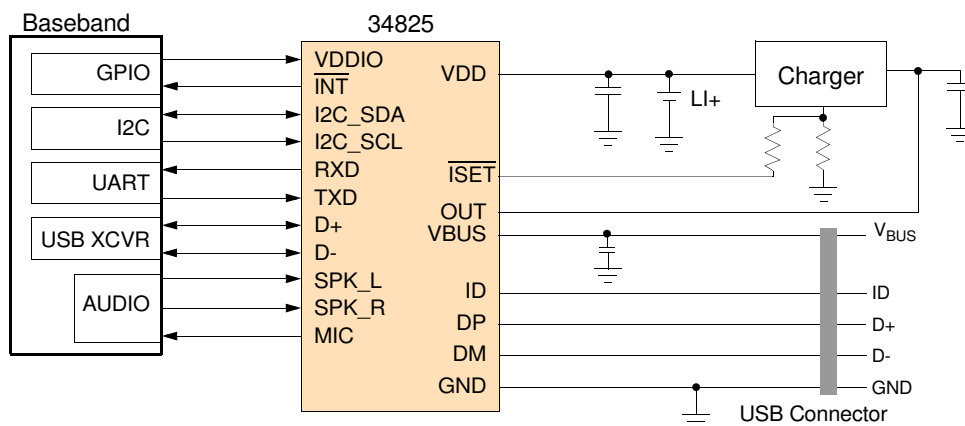 Baseband
34825
GPIO
I2C
UART
USB XCVR
AUDIO
VDDIO
INT
I2C_SDA
I2C_SCL
RXD
TXD
D+
D-
SPK_L
SPK_R
MIC
VDD
ISET
OUT
VBUS
ID
DP
DM
GND
LI+
Charger
VBUS
ID
D+
D-
GND
USB Connector